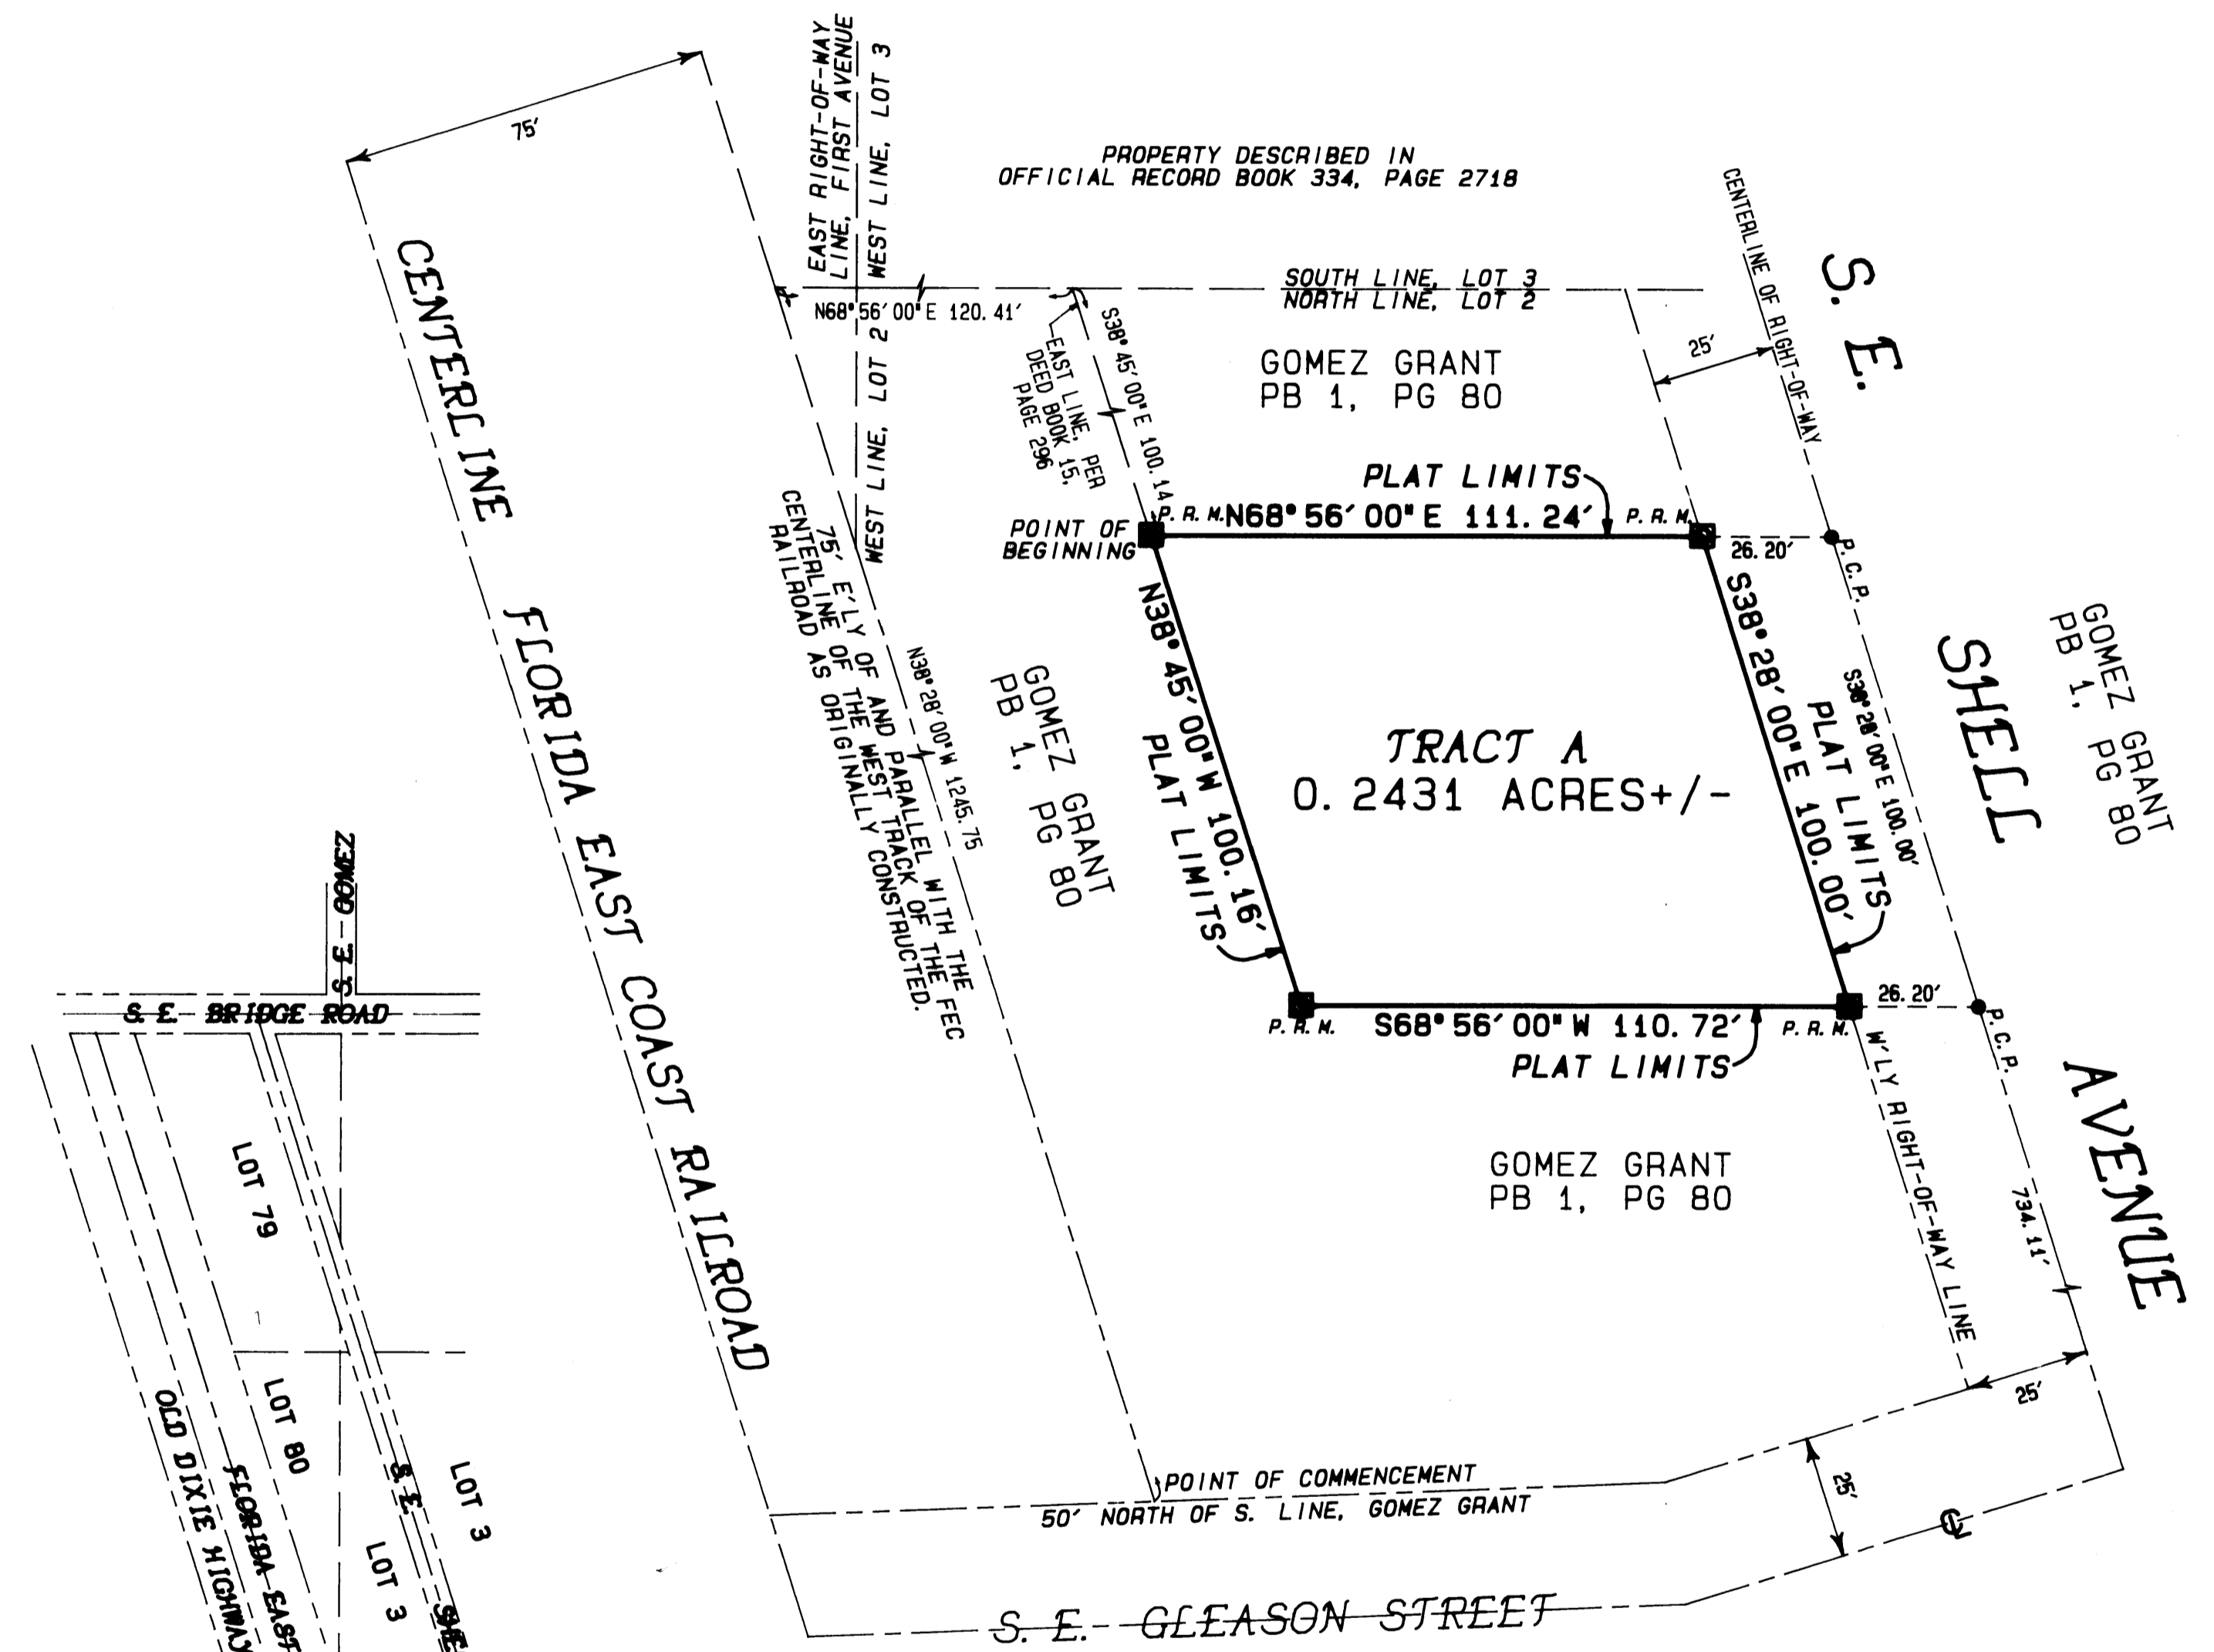 75′
EAST RIGHT-OF-WAY
LINE, FIRST AVENUE
WEST LINE, LOT 3
PROPERTY DESCRIBED IN
OFFICIAL RECORD BOOK 334, PAGE 2718
CENTERLINE OF RIGHT-OF-WAY
S. E.
SHELL
AVENUE
SOUTH LINE, LOT 3
NORTH LINE, LOT 2
N68°56′00"E 120.41′
WEST LINE, LOT 2
S38°45′00"E 100.14
EAST LINE, PER
DEED BOOK 15,
PAGE 296
GOMEZ GRANT
PB 1, PG 80
25′
PLAT LIMITS
POINT OF
BEGINNING
P. R. M.
N68°56′00"E 111.24′
P. R. M.
26.20′
P. C. P.
CENTERLINE
FLORIDA EAST COAST RAILROAD
75′ E'LY OF AND PARALLEL WITH THE
CENTERLINE OF THE WEST TRACK OF THE FEC
RAILROAD AS ORIGINALLY CONSTRUCTED.
N38°28′00"W 1245.75
GOMEZ GRANT
PB 1, PG 80
N38°45′00"W 100.16′
PLAT LIMITS
TRACT A
0.2431 ACRES+/-
S38°28′00"E 100.00′
PLAT LIMITS
S38°28′00"E 100.00′
GOMEZ GRANT
PB 1, PG 80
P. R. M.
S68°56′00"W 110.72′
P. R. M.
PLAT LIMITS
26.20′
P. C. P.
W'LY RIGHT-OF-WAY LINE
734.11′
GOMEZ GRANT
PB 1, PG 80
25′
25′
POINT OF COMMENCEMENT
50′ NORTH OF S. LINE, GOMEZ GRANT
S. E. GLEASON STREET
S. E. GOMEZ
S. E. BRIDGE ROAD
LOT 79
LOT 80
LOT 3
LOT 3
OLD DIXIE HIGHWAY
FLORIDA EAST
S. E.
SHE